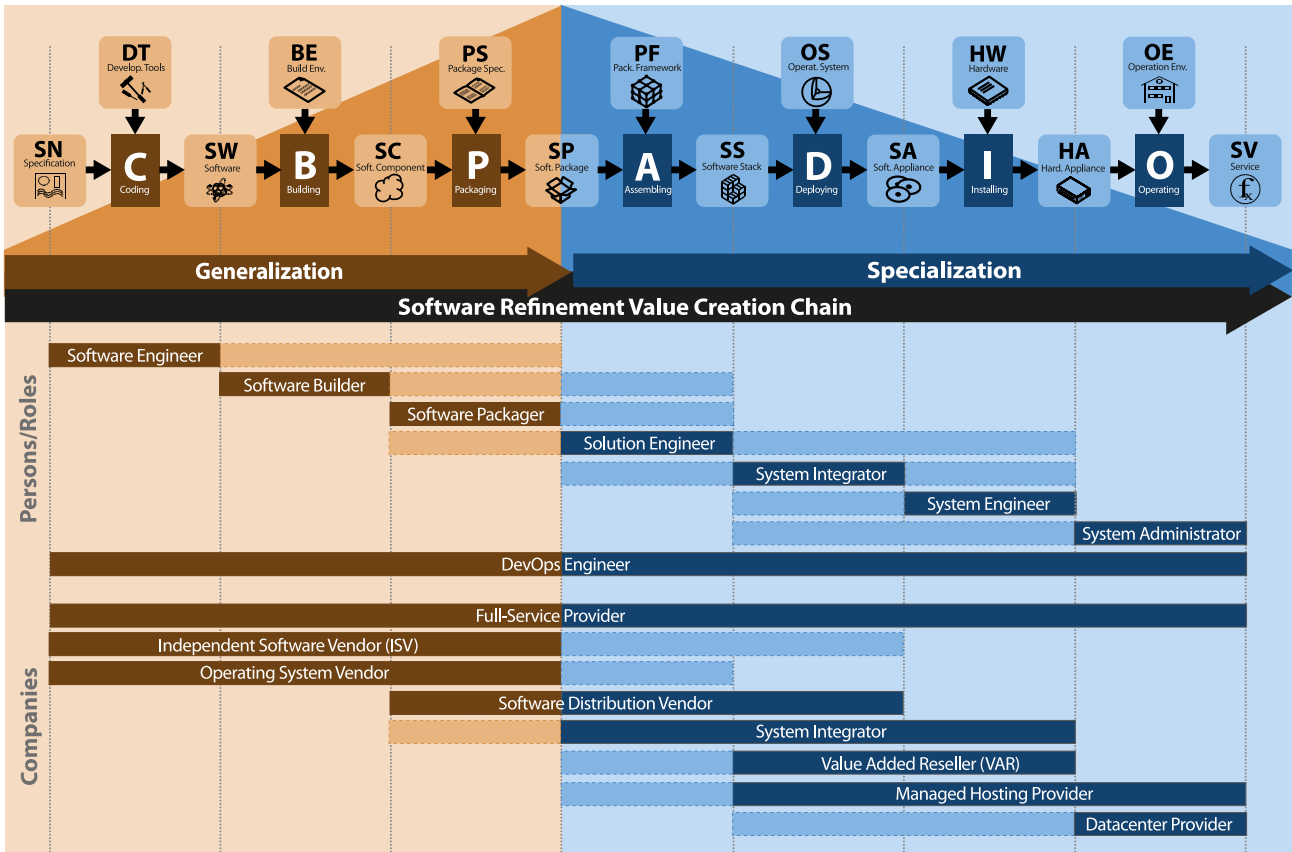 DT
Develop. Tools
BE
Build Env.
PS
Package Spec.
PF
Pack. Framework
OS
Operat. System
HW
Hardware
OE
Operation Env.
SN
Specification
C
Coding
SW
Software
B
Building
SC
Soft. Component
P
Packaging
SP
Soft. Package
A
Assembling
SS
Software Stack
D
Deploying
SA
Soft. Appliance
I
Installing
HA
Hard. Appliance
O
Operating
SV
Service
fx
Generalization
Specialization
Software Refinement Value Creation Chain
Persons/Roles
Software Engineer
Software Builder
Software Packager
Solution Engineer
System Integrator
System Engineer
System Administrator
DevOps Engineer
Companies
Full-Service Provider
Independent Software Vendor (ISV)
Operating System Vendor
Software Distribution Vendor
System Integrator
Value Added Reseller (VAR)
Managed Hosting Provider
Datacenter Provider